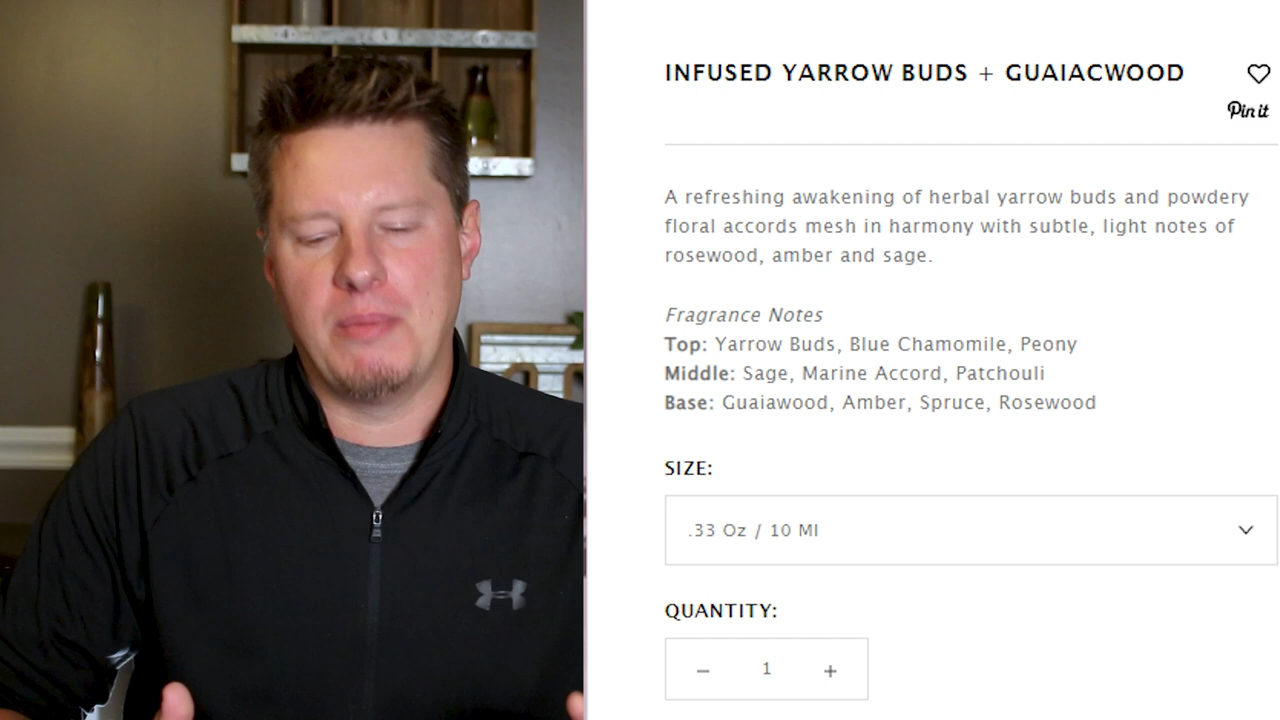 INFUSED YARROW BUDS + GUAIACWOOD
Pin it
A refreshing awakening of herbal yarrow buds and powdery
floral accords mesh in harmony with subtle, light notes of
rosewood, amber and sage.
Fragrance Notes
Top: Yarrow Buds, Blue Chamomile, Peony
Middle: Sage, Marine Accord, Patchouli
Base: Guaiawood, Amber, Spruce, Rosewood
SIZE:
.33 Oz / 10 Ml
QUANTITY:
− 1 +